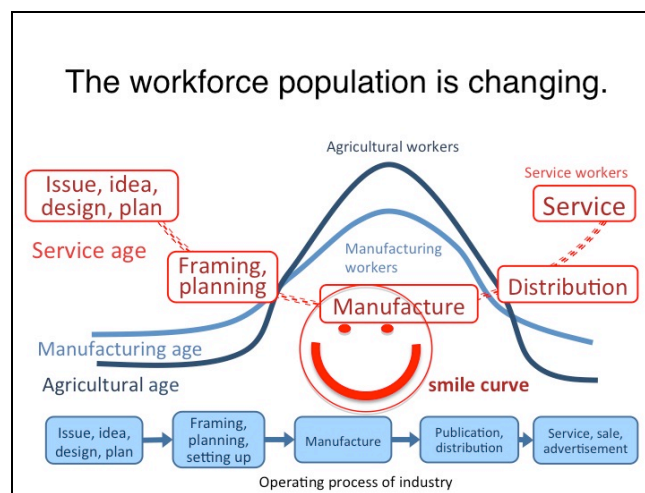 The workforce population is changing.
Agricultural workers
Service workers
Issue, idea,
design, plan
Service
Service age
Manufacturing
workers
Framing,
planning
Distribution
Manufacture
Manufacturing age
Agricultural age
smile curve
Issue, idea,
design, plan
Framing,
planning,
setting up
Manufacture
Publication,
distribution
Service, sale,
advertisement
Operating process of industry